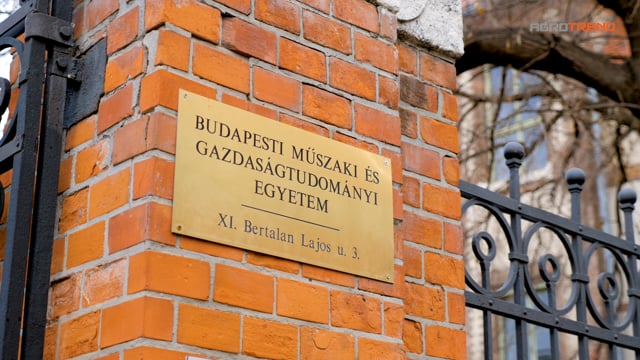 AGROTREND
BUDAPESTI MŰSZAKI ÉS
GAZDASÁGTUDOMÁNYI
EGYETEM
XI. Bertalan Lajos u. 3.